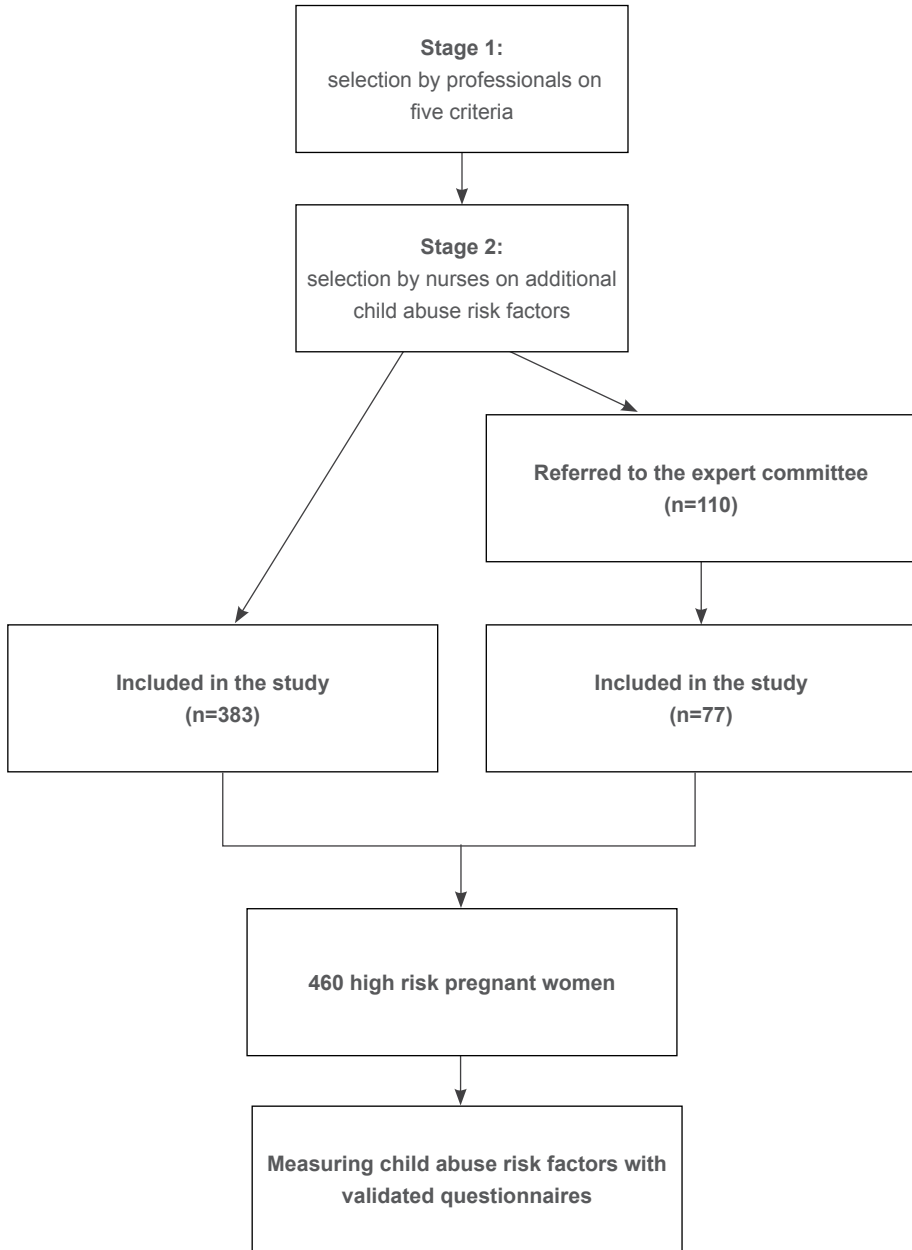 Stage 1:
selection by professionals on
five criteria
Stage 2:
selection by nurses on additional
child abuse risk factors
Referred to the expert committee
(n=110)
Included in the study
(n=383)
Included in the study
(n=77)
460 high risk pregnant women
Measuring child abuse risk factors with
validated questionnaires